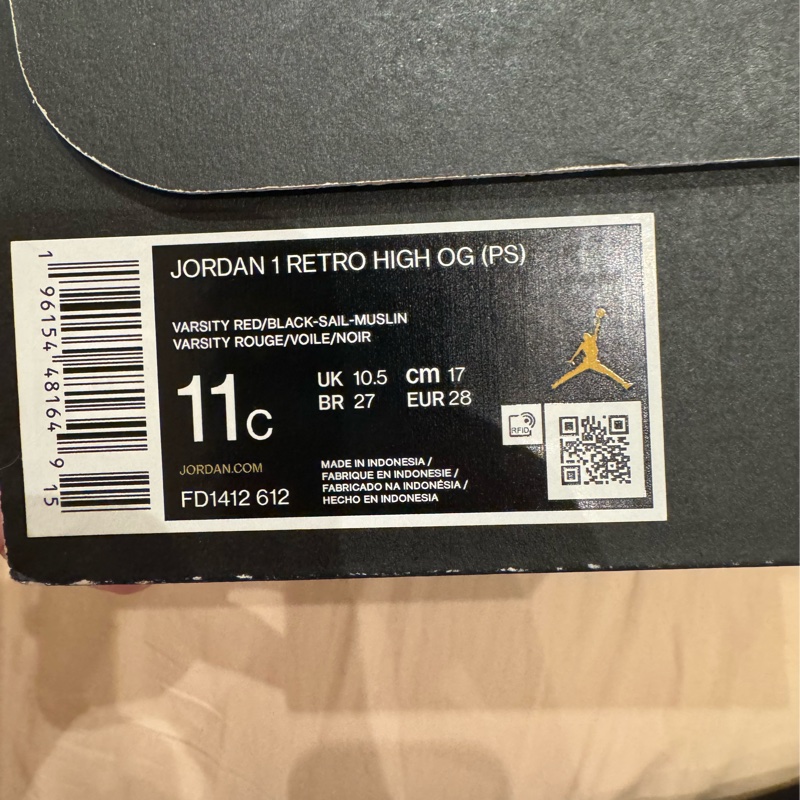 JORDAN 1 RETRO HIGH OG (PS)
VARSITY RED/BLACK-SAIL-MUSLIN
VARSITY ROUGE/VOILE/NOIR
11C
UK 10.5 cm 17
BR 27 EUR 28
RFID
JORDAN.COM
FD1412 612
MADE IN INDONESIA /
FABRIQUE EN INDONESIE /
FABRICADO NA INDONÉSIA /
HECHO EN INDONESIA
1 96154 48164 9 15